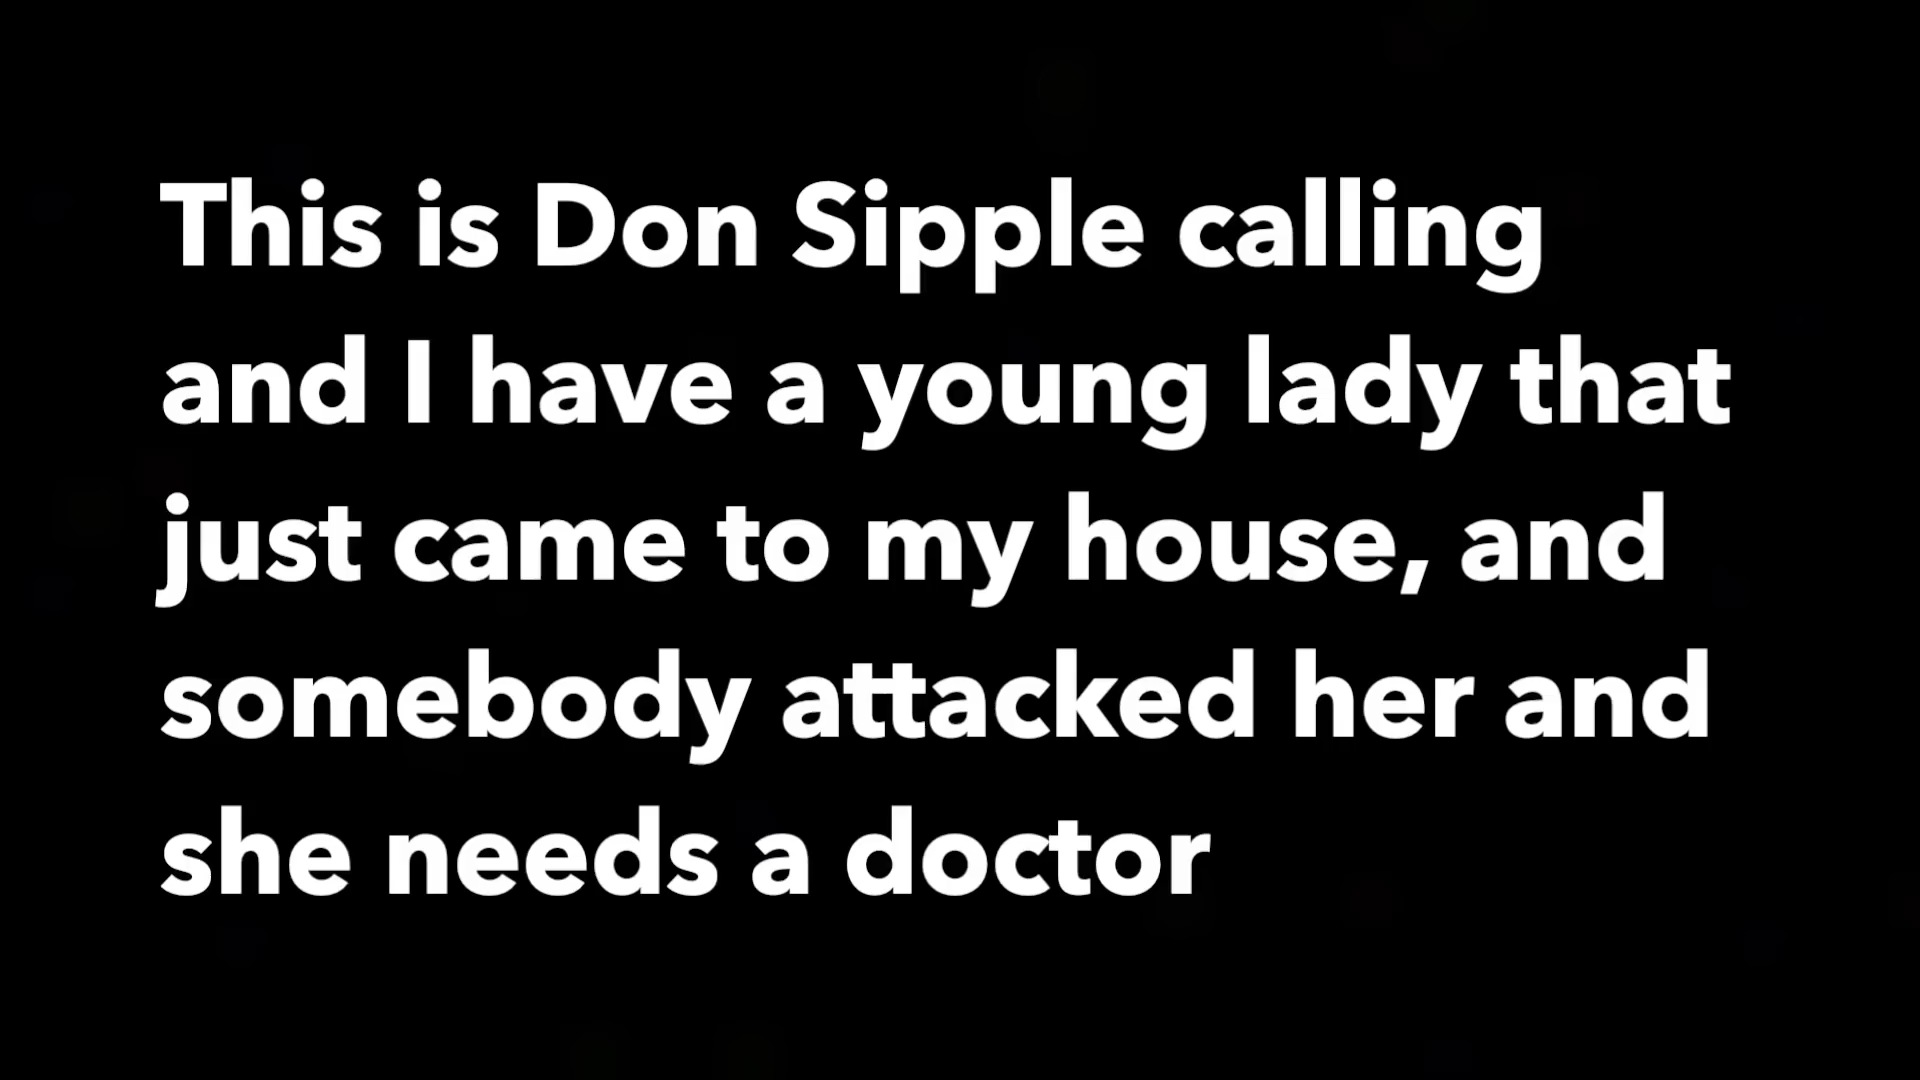 This is Don Sipple calling
and I have a young lady that
just came to my house, and
somebody attacked her and
she needs a doctor